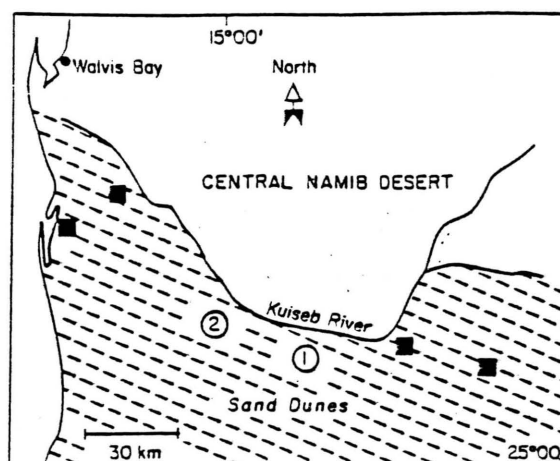 15°00'
Walvis Bay
North
CENTRAL NAMIB DESERT
Kuiseb River
2
1
Sand Dunes
30 km
25°00'